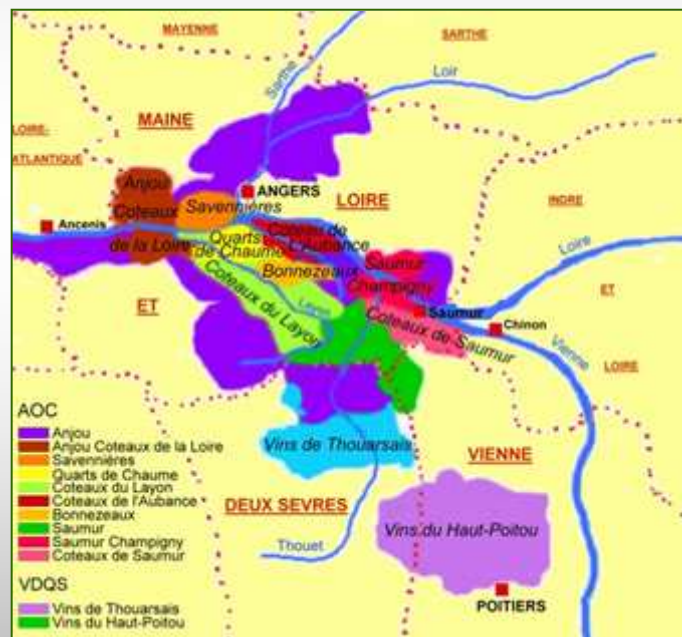 MAYENNE
SARTHE
Sarthe
Loir
MAINE
LOIRE-
ATLANTIQUE
Anjou
Coteaux
de la Loire
ANGERS
Savennières
LOIRE
INDRE
Ancenis
Quarts
de Chaume
Coteau de
L'Aubance
Bonnezeaux
Saumur
Champigny
Loire
ET
Coteaux du Layon
Layon
Saumur
Coteaux de Saumur
Chinon
Vienne
ET
LOIRE
AOC
Anjou
Anjou Coteaux de la Loire
Savennières
Quarts de Chaume
Coteaux du Layon
Coteaux de l'Aubance
Bonnezeaux
Saumur
Saumur Champigny
Coteaux de Saumur
VDQS
Vins de Thouarsais
Vins du Haut-Poitou
Vins de Thouarsais
VIENNE
DEUX SEVRES
Thouet
Vins du Haut-Poitou
POITIERS